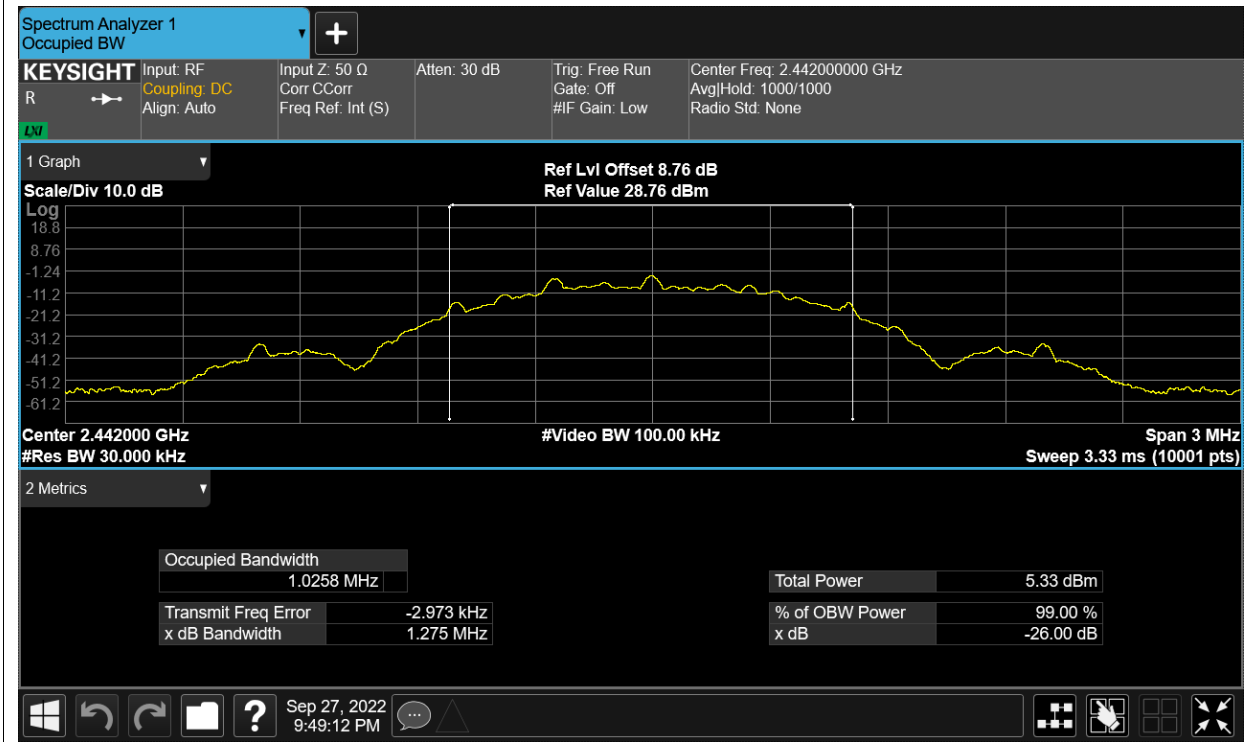 Spectrum Analyzer 1
Occupied BW
KEYSIGHT
R
LXI
Input: RF
Coupling: DC
Align: Auto
Input Z: 50 Ω
Corr CCorr
Freq Ref: Int (S)
Atten: 30 dB
Trig: Free Run
Gate: Off
#IF Gain: Low
Center Freq: 2.442000000 GHz
Avg|Hold: 1000/1000
Radio Std: None
1 Graph
Scale/Div 10.0 dB
Ref Lvl Offset 8.76 dB
Ref Value 28.76 dBm
Log
18.8
8.76
-1.24
-11.2
-21.2
-31.2
-41.2
-51.2
-61.2
Center 2.442000 GHz
#Video BW 100.00 kHz
Span 3 MHz
#Res BW 30.000 kHz
Sweep 3.33 ms (10001 pts)
2 Metrics
Occupied Bandwidth
1.0258 MHz
Total Power 5.33 dBm
Transmit Freq Error -2.973 kHz
% of OBW Power 99.00 %
x dB Bandwidth 1.275 MHz
x dB -26.00 dB
?
Sep 27, 2022
9:49:12 PM